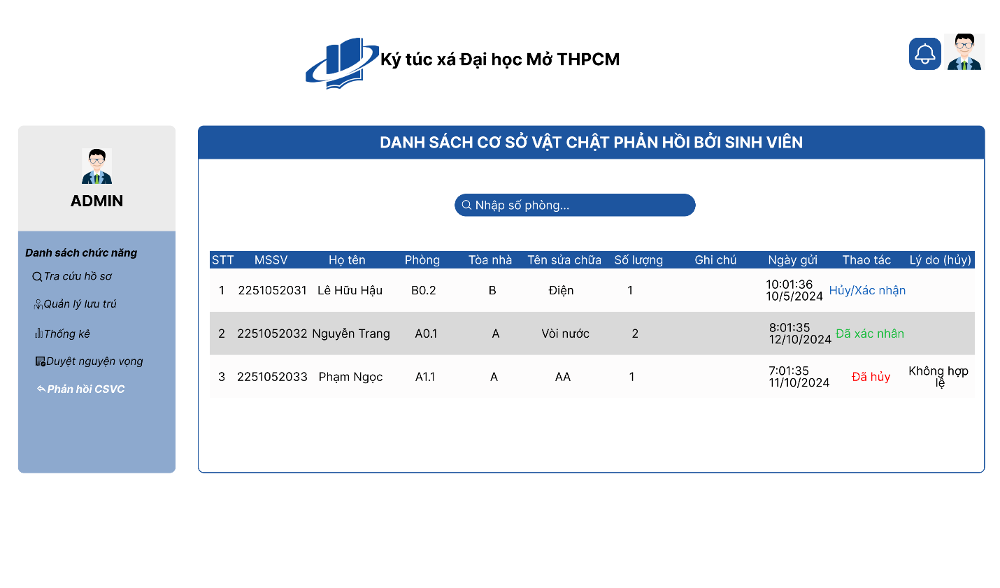 Ký túc xá Đại học Mở THPCM
ADMIN
Danh sách chức năng
Tra cứu hồ sơ
Quản lý lưu trú
Thống kê
Duyệt nguyện vọng
Phản hồi CSVC
DANH SÁCH CƠ SỞ VẬT CHẬT PHẢN HỒI BỞI SINH VIÊN
Nhập số phòng...
STT MSSV Họ tên Phòng Tòa nhà Tên sửa chữa Số lượng Ghi chú Ngày gửi Thao tác Lý do (hủy)
1 2251052031 Lê Hữu Hậu B0.2 B Điện 1 10:01:36 Hủy/Xác nhận
10/5/2024
2 2251052032 Nguyễn Trang A0.1 A Vòi nước 2 8:01:35 Đã xác nhân
12/10/2024
3 2251052033 Phạm Ngọc A1.1 A AA 1 7:01:35 Đã hủy Không hợp
11/10/2024 lệ